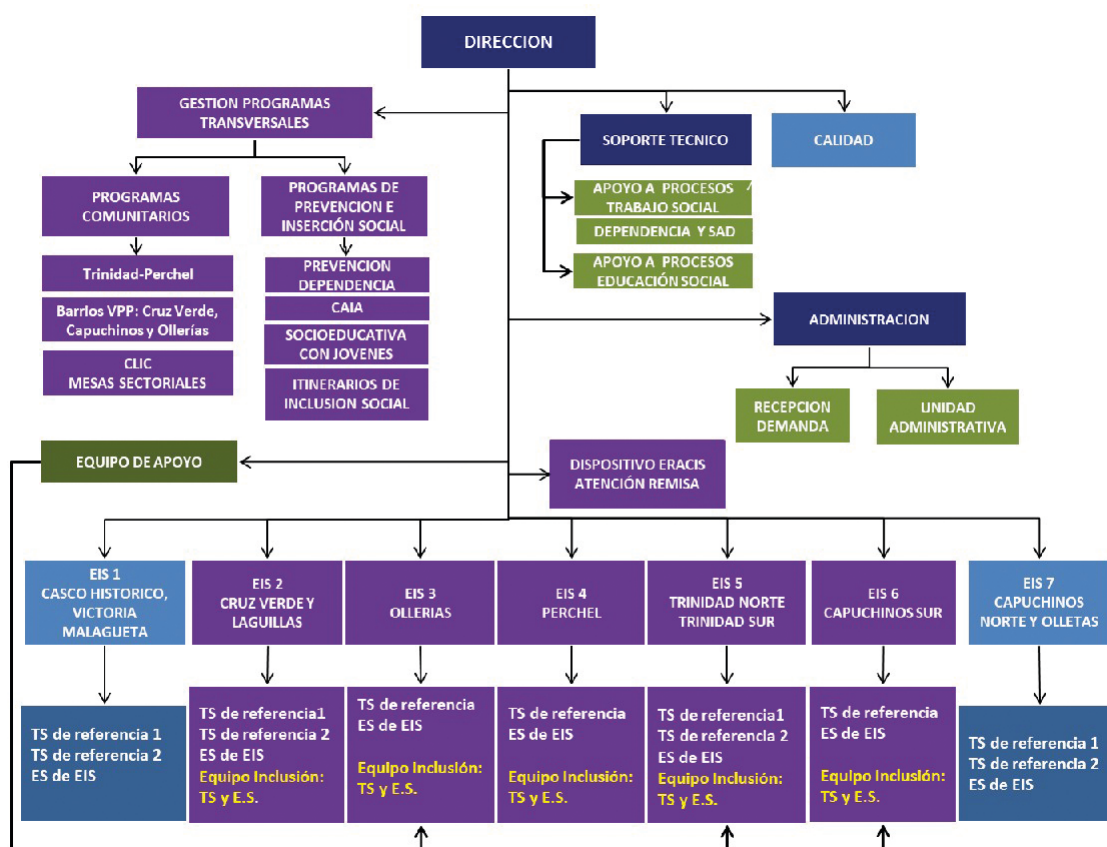 DIRECCION
GESTION PROGRAMAS
TRANSVERSALES
SOPORTE TECNICO
CALIDAD
PROGRAMAS
COMUNITARIOS
PROGRAMAS DE
PREVENCION E
INSERCIÓN SOCIAL
APOYO A PROCESOS
TRABAJO SOCIAL
DEPENDENCIA Y SAD
APOYO A PROCESOS
EDUCACIÓN SOCIAL
Trinidad-Perchel
Barrios VPP: Cruz Verde,
Capuchinos y Ollerías
CLIC
MESAS SECTORIALES
PREVENCION
DEPENDENCIA
CAIA
SOCIOEDUCATIVA
CON JOVENES
ITINERARIOS DE
INCLUSION SOCIAL
ADMINISTRACION
RECEPCION
DEMANDA
UNIDAD
ADMINISTRATIVA
EQUIPO DE APOYO
DISPOSITIVO ERACIS
ATENCIÓN REMISA
EIS 1
CASCO HISTORICO,
VICTORIA
MALAGUETA
EIS 2
CRUZ VERDE Y
LAGUILLAS
EIS 3
OLLERIAS
EIS 4
PERCHEL
EIS 5
TRINIDAD NORTE
TRINIDAD SUR
EIS 6
CAPUCHINOS SUR
EIS 7
CAPUCHINOS
NORTE Y OLLETAS
TS de referencia 1
TS de referencia 2
ES de EIS
TS de referencia1
TS de referencia 2
ES de EIS
Equipo Inclusión:
TS y E.S.
TS de referencia
ES de EIS
Equipo Inclusión:
TS y E.S.
TS de referencia
ES de EIS
Equipo Inclusión:
TS y E.S.
TS de referencia1
TS de referencia 2
ES de EIS
Equipo Inclusión:
TS y E.S.
TS de referencia
ES de EIS
Equipo Inclusión:
TS y E.S.
TS de referencia 1
TS de referencia 2
ES de EIS